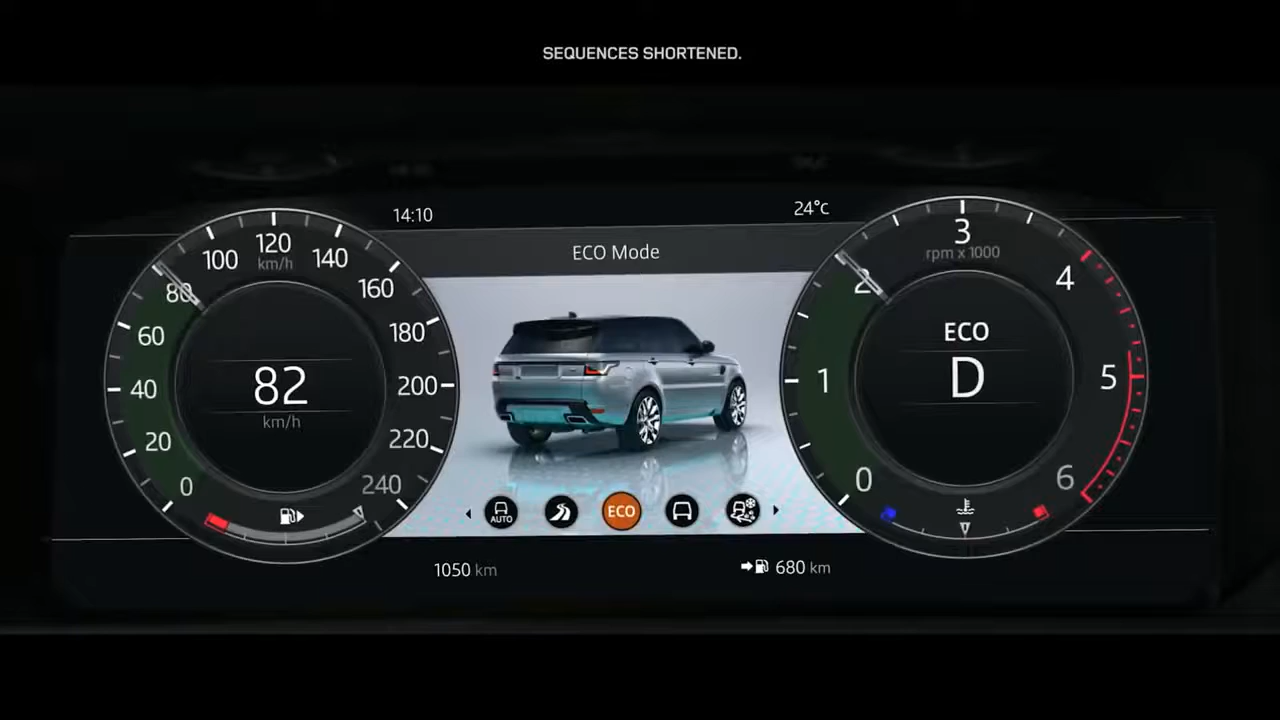 SEQUENCES SHORTENED.
14:10
24°c
ECO Mode
0
20
40
60
80
100
120
km/h
140
160
180
200
220
240
82
km/h
0
1
2
3
rpm x 1000
4
5
6
ECO
D
AUTO
ECO
1050 km
680 km